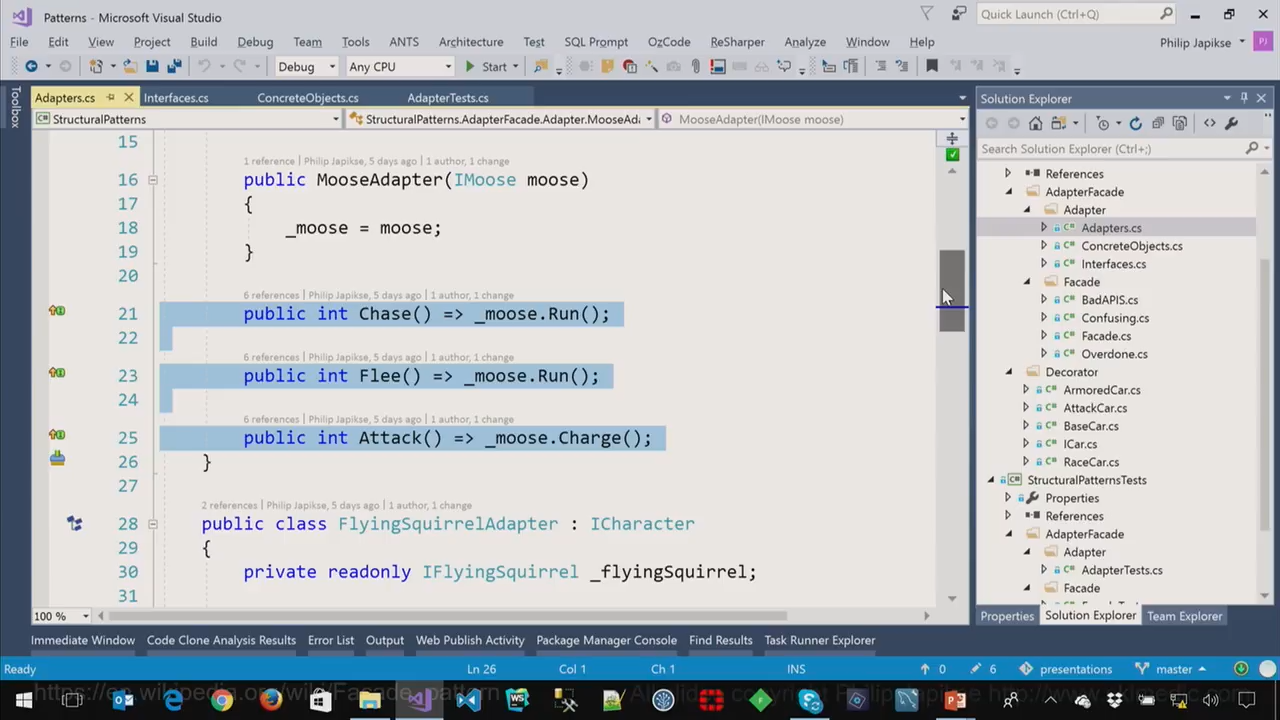 Patterns - Microsoft Visual Studio
Quick Launch (Ctrl+Q)
File Edit View Project Build Debug Team Tools ANTS Architecture Test SQL Prompt OzCode ReSharper Analyze Window Help
Philip Japikse PJ
Debug Any CPU Start
Toolbox
Adapters.cs Interfaces.cs ConcreteObjects.cs AdapterTests.cs
StructuralPatterns StructuralPatterns.AdapterFacade.Adapter.MooseAda MooseAdapter(IMoose moose)
15
1 reference | Philip Japikse, 5 days ago | 1 author, 1 change
16 public MooseAdapter(IMoose moose)
17 {
18 _moose = moose;
19 }
20
6 references | Philip Japikse, 5 days ago | 1 author, 1 change
21 public int Chase() => _moose.Run();
22
6 references | Philip Japikse, 5 days ago | 1 author, 1 change
23 public int Flee() => _moose.Run();
24
6 references | Philip Japikse, 5 days ago | 1 author, 1 change
25 public int Attack() => _moose.Charge();
26 }
27
2 references | Philip Japikse, 5 days ago | 1 author, 1 change
28 public class FlyingSquirrelAdapter : ICharacter
29 {
30 private readonly IFlyingSquirrel _flyingSquirrel;
31
100 %
Solution Explorer
Search Solution Explorer (Ctrl+;)
References
AdapterFacade
Adapter
Adapters.cs
ConcreteObjects.cs
Interfaces.cs
Facade
BadAPIS.cs
Confusing.cs
Facade.cs
Overdone.cs
Decorator
ArmoredCar.cs
AttackCar.cs
BaseCar.cs
ICar.cs
RaceCar.cs
StructuralPatternsTests
Properties
References
AdapterFacade
Adapter
AdapterTests.cs
Facade
Properties Solution Explorer Team Explorer
Immediate Window Code Clone Analysis Results Error List Output Web Publish Activity Package Manager Console Find Results Task Runner Explorer
Ready Ln 26 Col 1 Ch 1 INS 0 6 presentations master
https://en.wikipedia.org/wiki/Facade_pattern